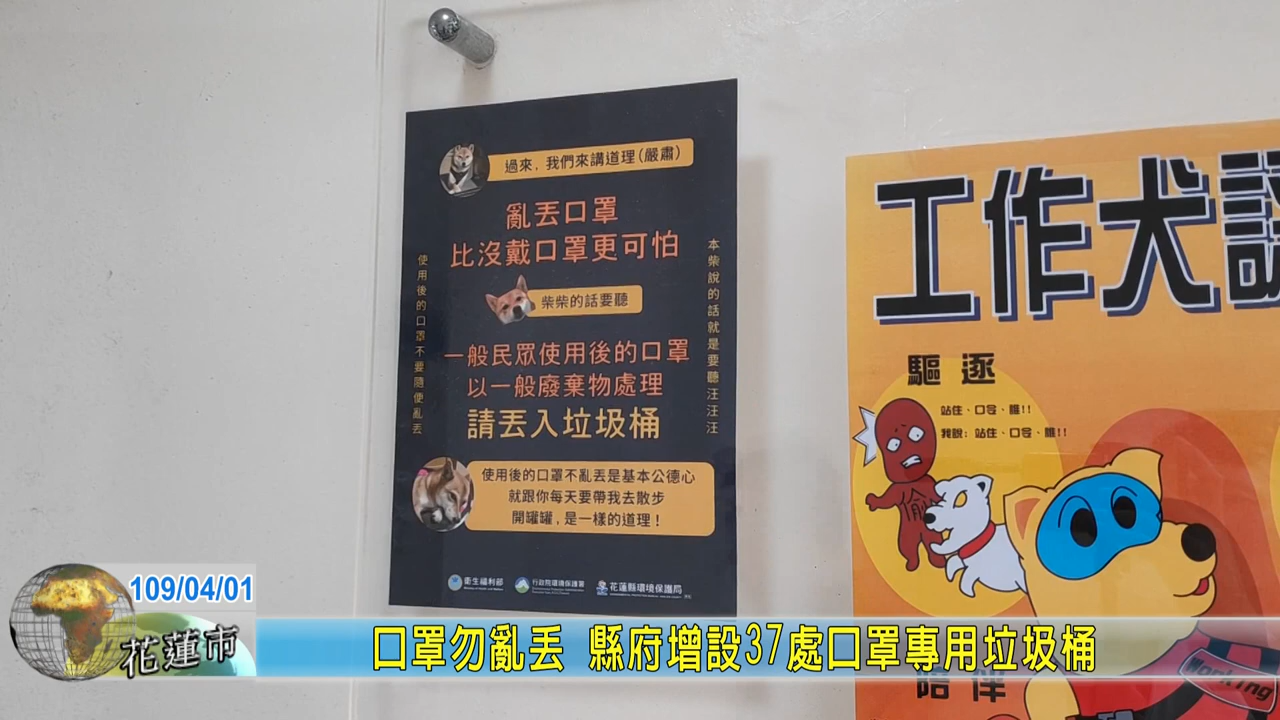 過來, 我們來講道理(嚴肅)
亂丟口罩
比沒戴口罩更可怕
使用後的口罩不要隨便亂丟
本柴說的話就是要聽汪汪汪
柴柴的話要聽
一般民眾使用後的口罩
以一般廢棄物處理
請丟入垃圾桶
使用後的口罩不亂丟是基本公德心
就跟你每天要帶我去散步
開罐罐, 是一樣的道理!
衛生福利部
行政院環境保護署
花蓮縣環境保護局
工作犬
驅逐
站住、口令、誰!!
我說: 站住、口令、誰!!
偷
陪伴
Working
109/04/01
花蓮市
口罩勿亂丟 縣府增設37處口罩專用垃圾桶